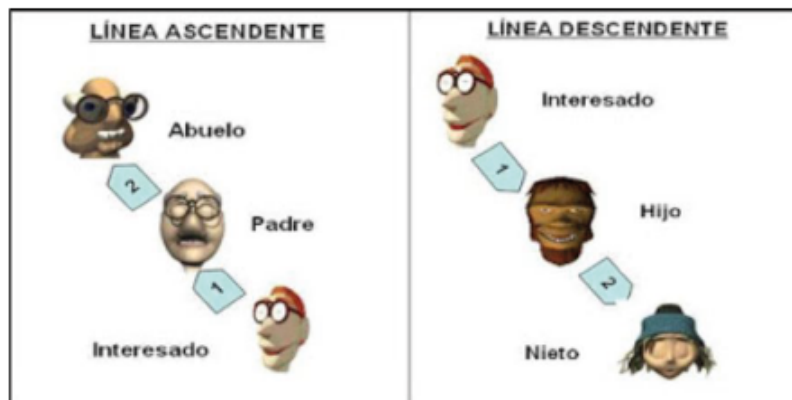 LÍNEA ASCENDENTE
Abuelo
2
Padre
1
Interesado
LÍNEA DESCENDENTE
Interesado
1
Hijo
2
Nieto